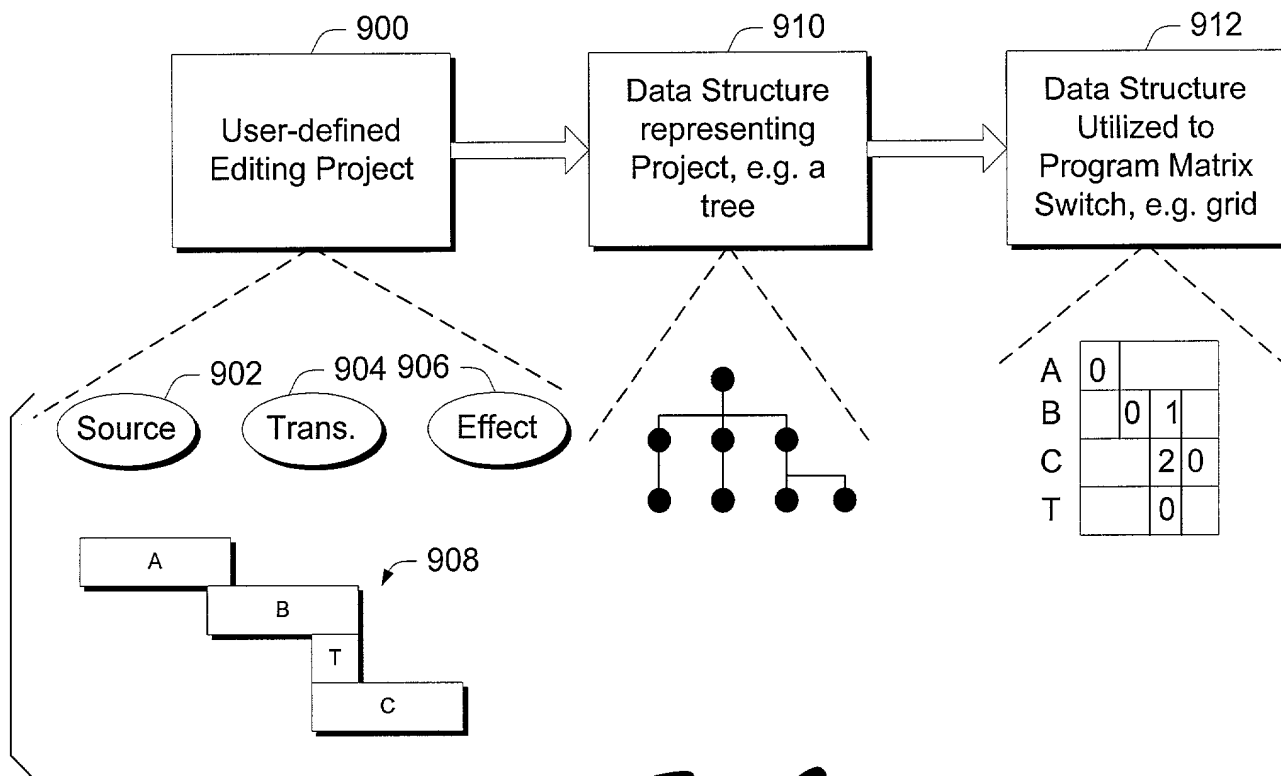 900
910
912
User-defined
Editing Project
Data Structure
representing
Project, e.g. a
tree
Data Structure
Utilized to
Program Matrix
Switch, e.g. grid
902
904
906
Source
Trans.
Effect
A
B
T
C
908
A 0
B 0 1
C 2 0
T 0